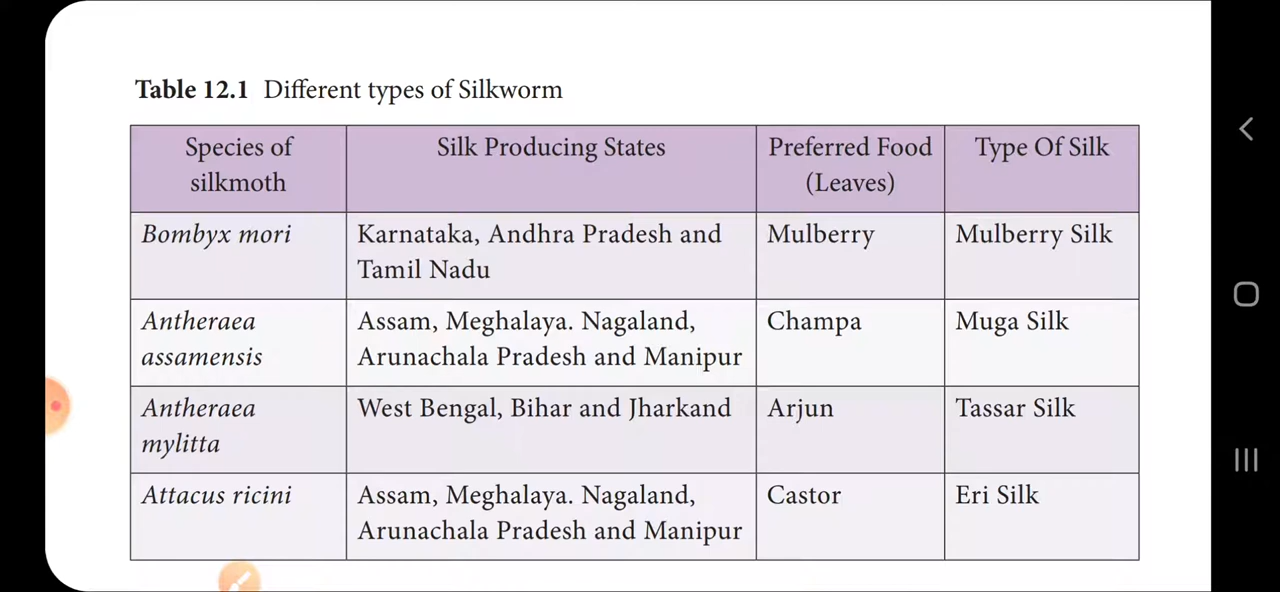 Table 12.1 Different types of Silkworm
Species of
silkmoth
Silk Producing States
Preferred Food
(Leaves)
Type Of Silk
Bombyx mori
Karnataka, Andhra Pradesh and
Tamil Nadu
Mulberry
Mulberry Silk
Antheraea
assamensis
Assam, Meghalaya. Nagaland,
Arunachala Pradesh and Manipur
Champa
Muga Silk
Antheraea
mylitta
West Bengal, Bihar and Jharkand
Arjun
Tassar Silk
Attacus ricini
Assam, Meghalaya. Nagaland,
Arunachala Pradesh and Manipur
Castor
Eri Silk